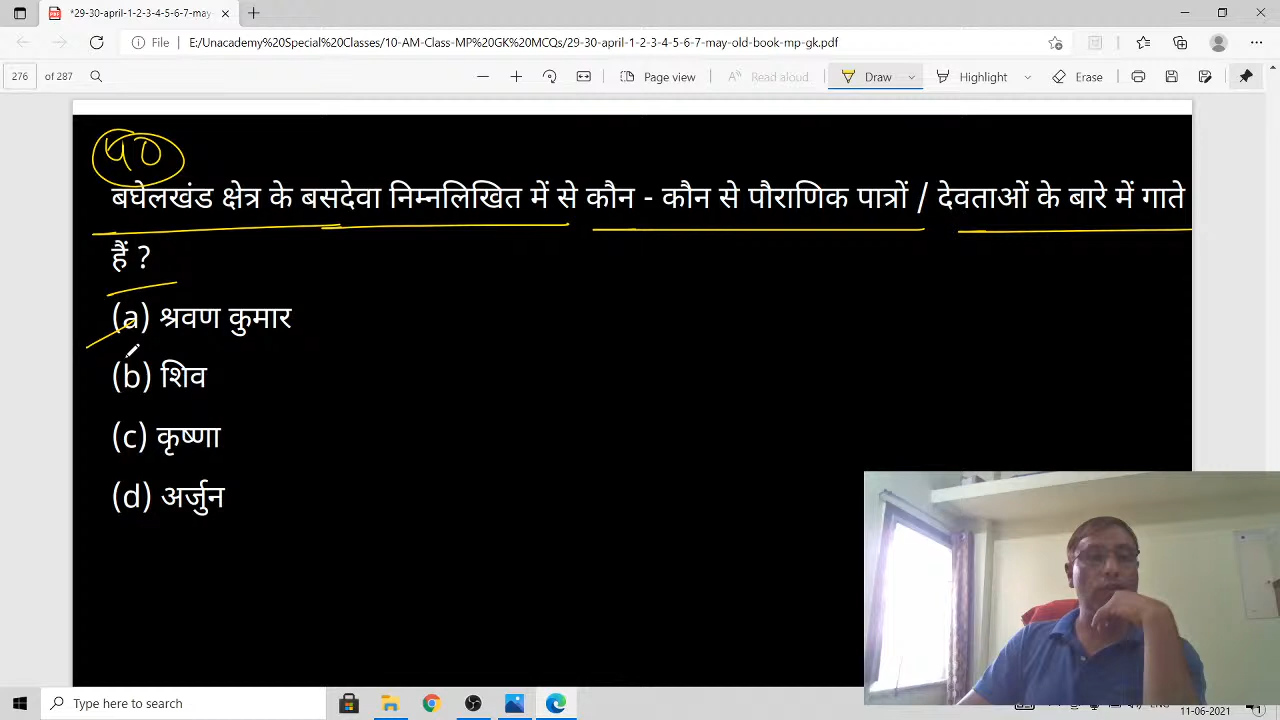 *29-30-april-1-2-3-4-5-6-7-may
File
E:/Unacademy%20Special%20Classes/10-AM-Class-MP%20GK%20MCQs/29-30-april-1-2-3-4-5-6-7-may-old-book-mp-gk.pdf
276 of 287
Page view
Read aloud
Draw
Highlight
Erase
40
बघेलखंड क्षेत्र के बसदेवा निम्नलिखित में से कौन - कौन से पौराणिक पात्रों / देवताओं के बारे में गाते
हैं ?
(a) श्रवण कुमार
(b) शिव
(c) कृष्णा
(d) अर्जुन
Type here to search
11-06-2021